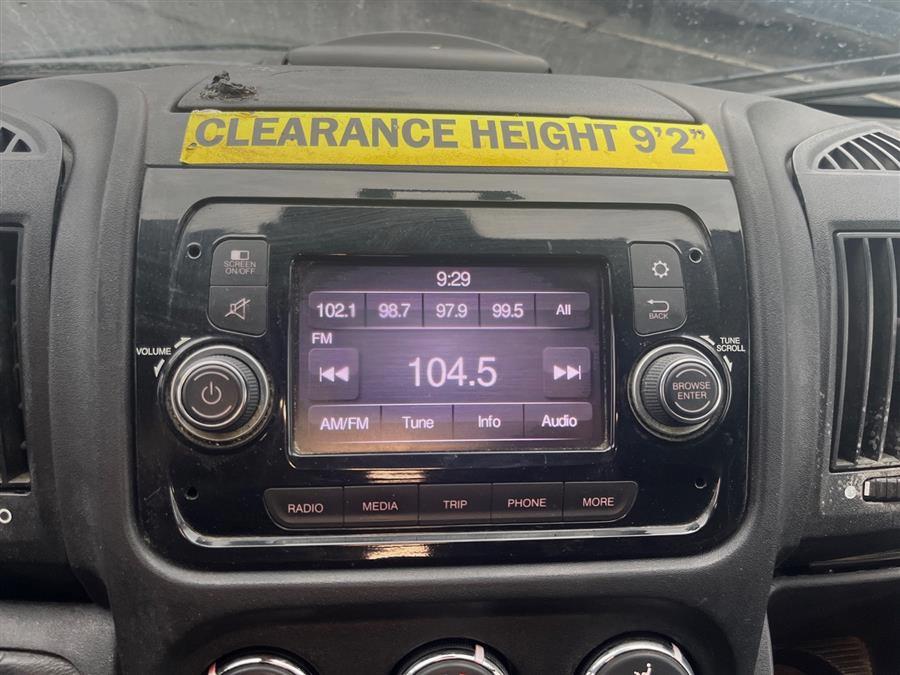 CLEARANCE HEIGHT 9'2"
SCREEN
ON/OFF
9:29
102.1 98.7 97.9 99.5 All
FM
104.5
AM/FM Tune Info Audio
BACK
VOLUME
TUNE
SCROLL
BROWSE
ENTER
RADIO MEDIA TRIP PHONE MORE